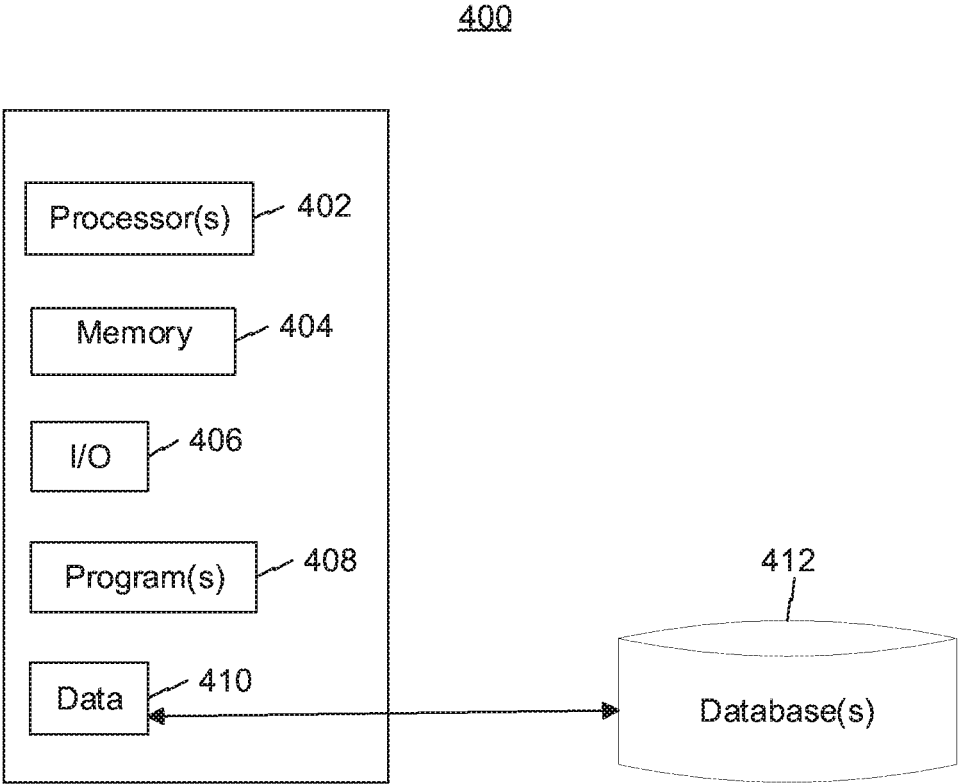 400
Processor(s) 402
Memory 404
I/O 406
Program(s) 408
412
Data 410
Database(s)